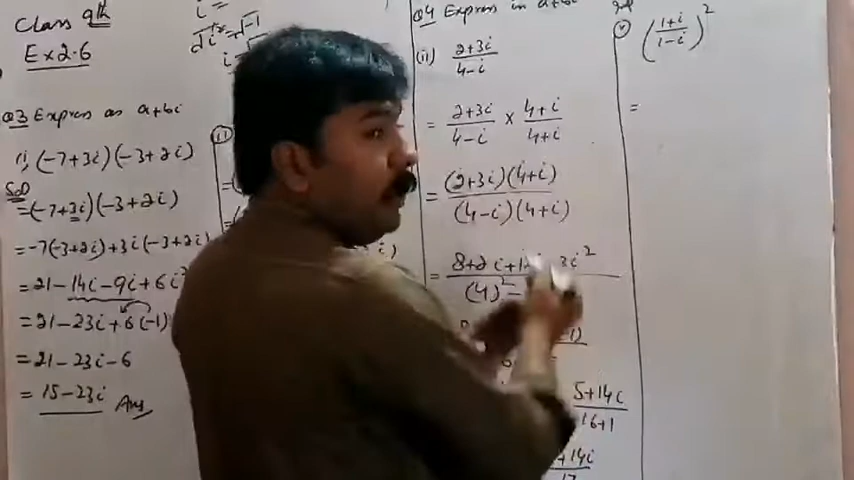 Class 9th
Ex 2.6
Q3 Express as a+bi
i, (-7+3i)(-3+2i)
Sol
=(-7+3i)(-3+2i)
=-7(-3+2i)+3i(-3+2i
=21-14i-9i+6i²
=21-23i+6(-1)
=21-23i-6
=15-23i Ans
i=
=√-1
(ii)
Q4 Express in a+bi
(ii) 2+3i / 4-i
= 2+3i / 4-i × 4+i / 4+i
= (2+3i)(4+i) / (4-i)(4+i)
= 8+2i+1 3i² / (4)²-
5+14i / 16+1
+14i / 17
(1+i / 1-i)²
=